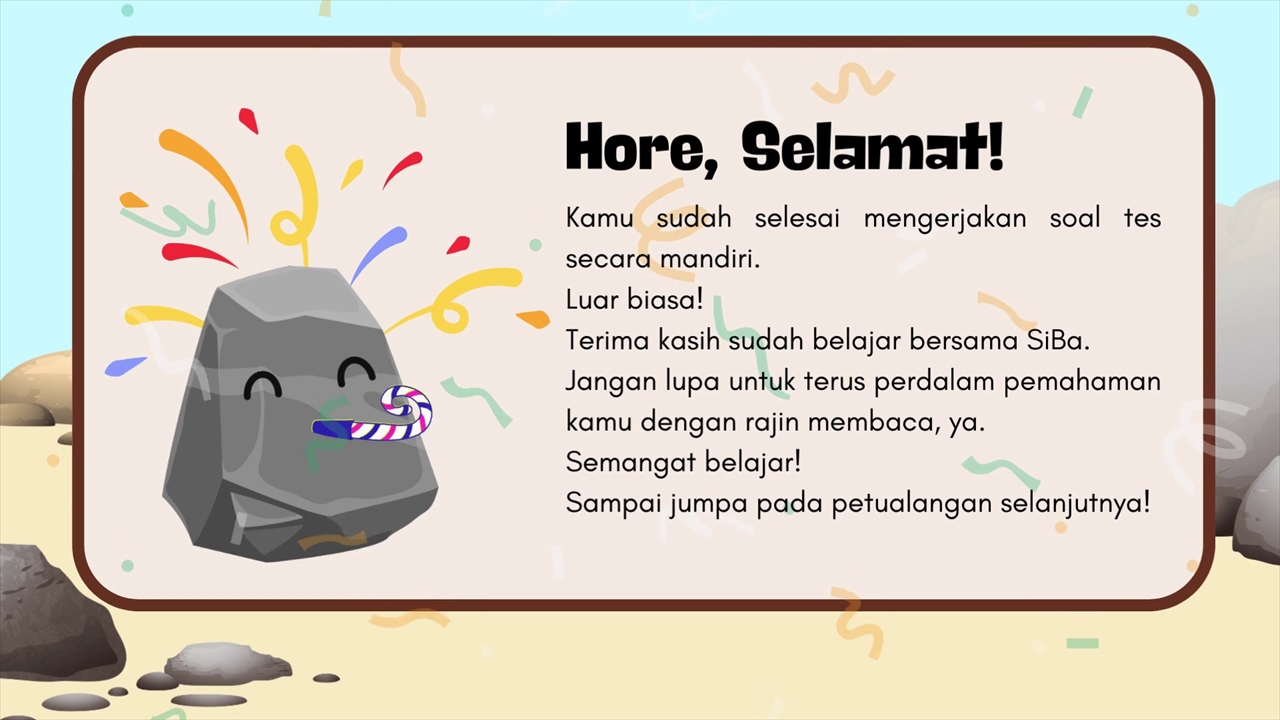 Hore, Selamat!
Kamu sudah selesai mengerjakan soal tes
secara mandiri.
Luar biasa!
Terima kasih sudah belajar bersama SiBa.
Jangan lupa untuk terus perdalam pemahaman
kamu dengan rajin membaca, ya.
Semangat belajar!
Sampai jumpa pada petualangan selanjutnya!